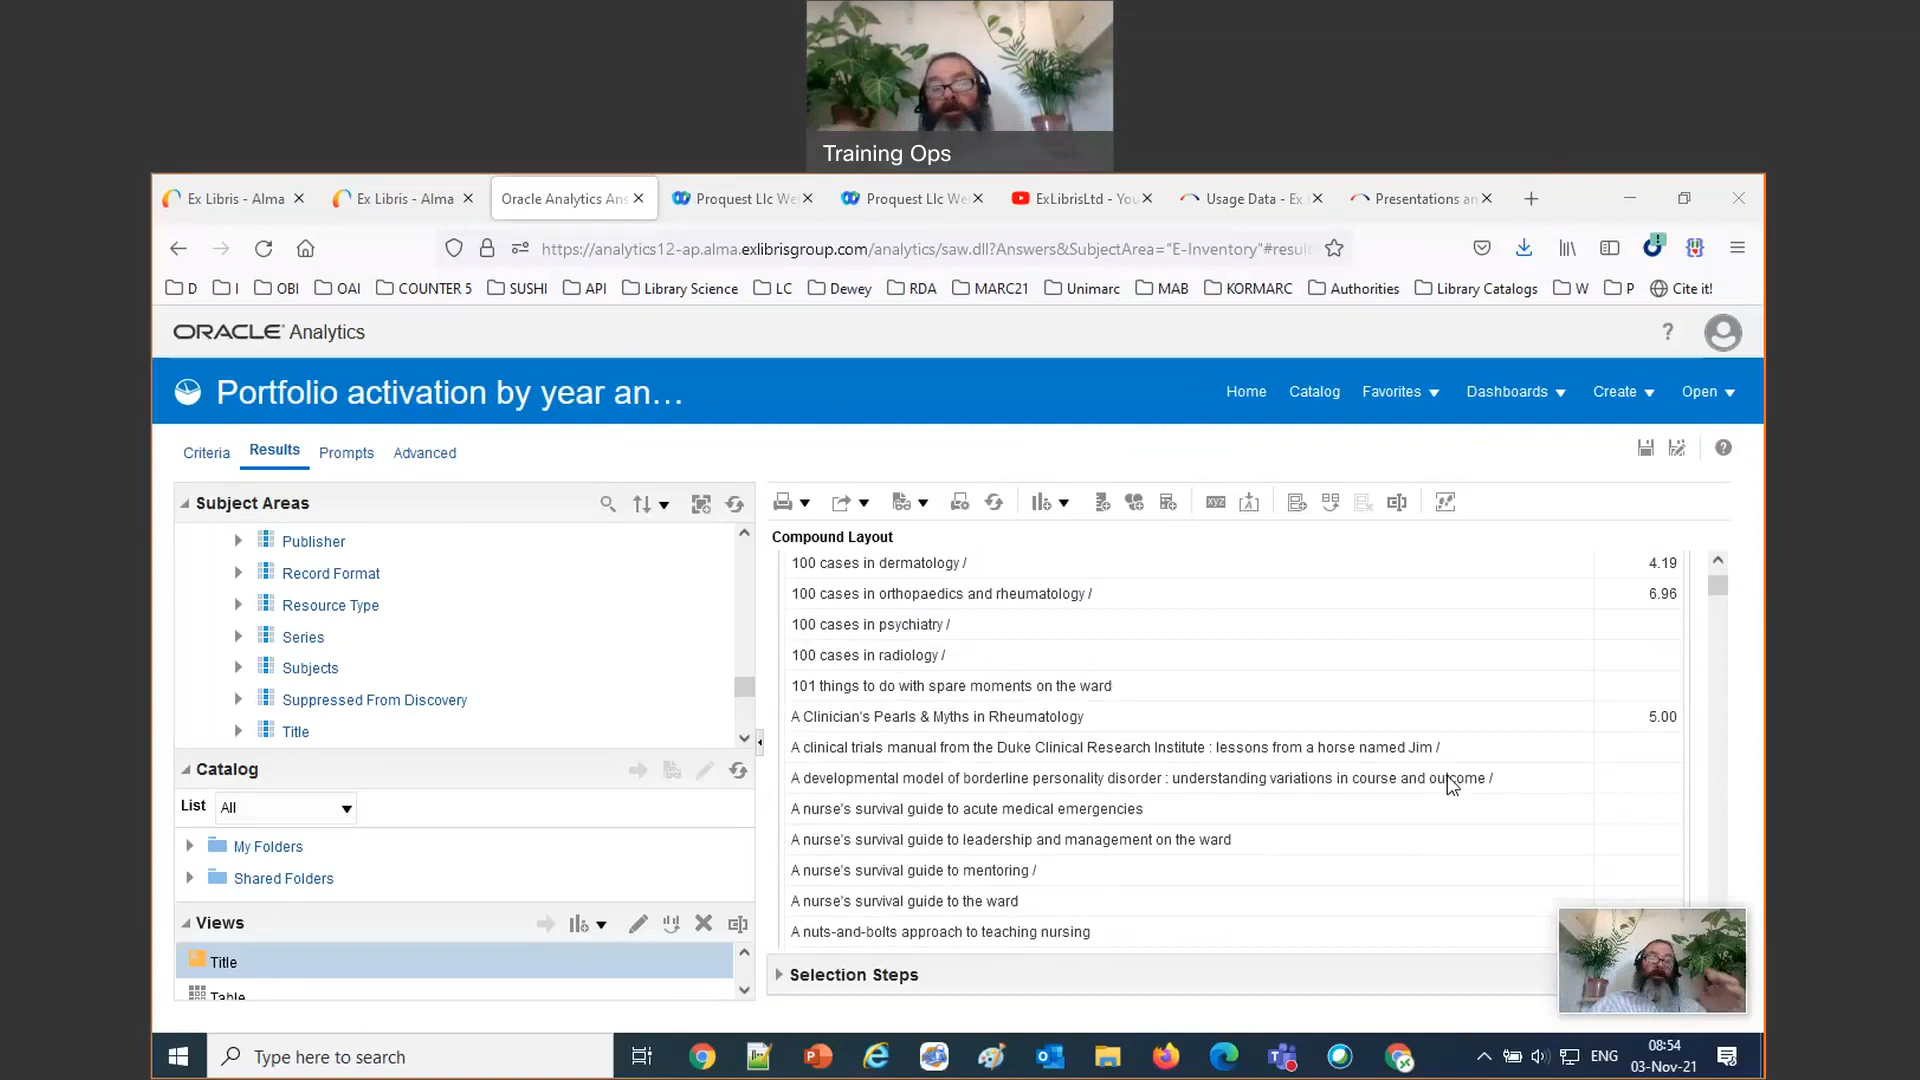 Training Ops
Ex Libris - Alma
Ex Libris - Alma
Oracle Analytics Ans
Proquest Llc We
Proquest Llc We
ExLibrisLtd - You
Usage Data - Ex
Presentations an
https://analytics12-ap.alma.exlibrisgroup.com/analytics/saw.dll?Answers&SubjectArea="E-Inventory"#resul
D
I
OBI
OAI
COUNTER 5
SUSHI
API
Library Science
LC
Dewey
RDA
MARC21
Unimarc
MAB
KORMARC
Authorities
Library Catalogs
W
P
Cite it!
ORACLE Analytics
?
Portfolio activation by year an...
Home
Catalog
Favorites
Dashboards
Create
Open
Criteria
Results
Prompts
Advanced
Subject Areas
Publisher
Record Format
Resource Type
Series
Subjects
Suppressed From Discovery
Title
Catalog
List
All
My Folders
Shared Folders
Views
Title
Table
XYZ
Compound Layout
100 cases in dermatology / 4.19
100 cases in orthopaedics and rheumatology / 6.96
100 cases in psychiatry /
100 cases in radiology /
101 things to do with spare moments on the ward
A Clinician's Pearls & Myths in Rheumatology 5.00
A clinical trials manual from the Duke Clinical Research Institute : lessons from a horse named Jim /
A developmental model of borderline personality disorder : understanding variations in course and outcome /
A nurse's survival guide to acute medical emergencies
A nurse's survival guide to leadership and management on the ward
A nurse's survival guide to mentoring /
A nurse's survival guide to the ward
A nuts-and-bolts approach to teaching nursing
Selection Steps
Type here to search
ENG
08:54
03-Nov-21